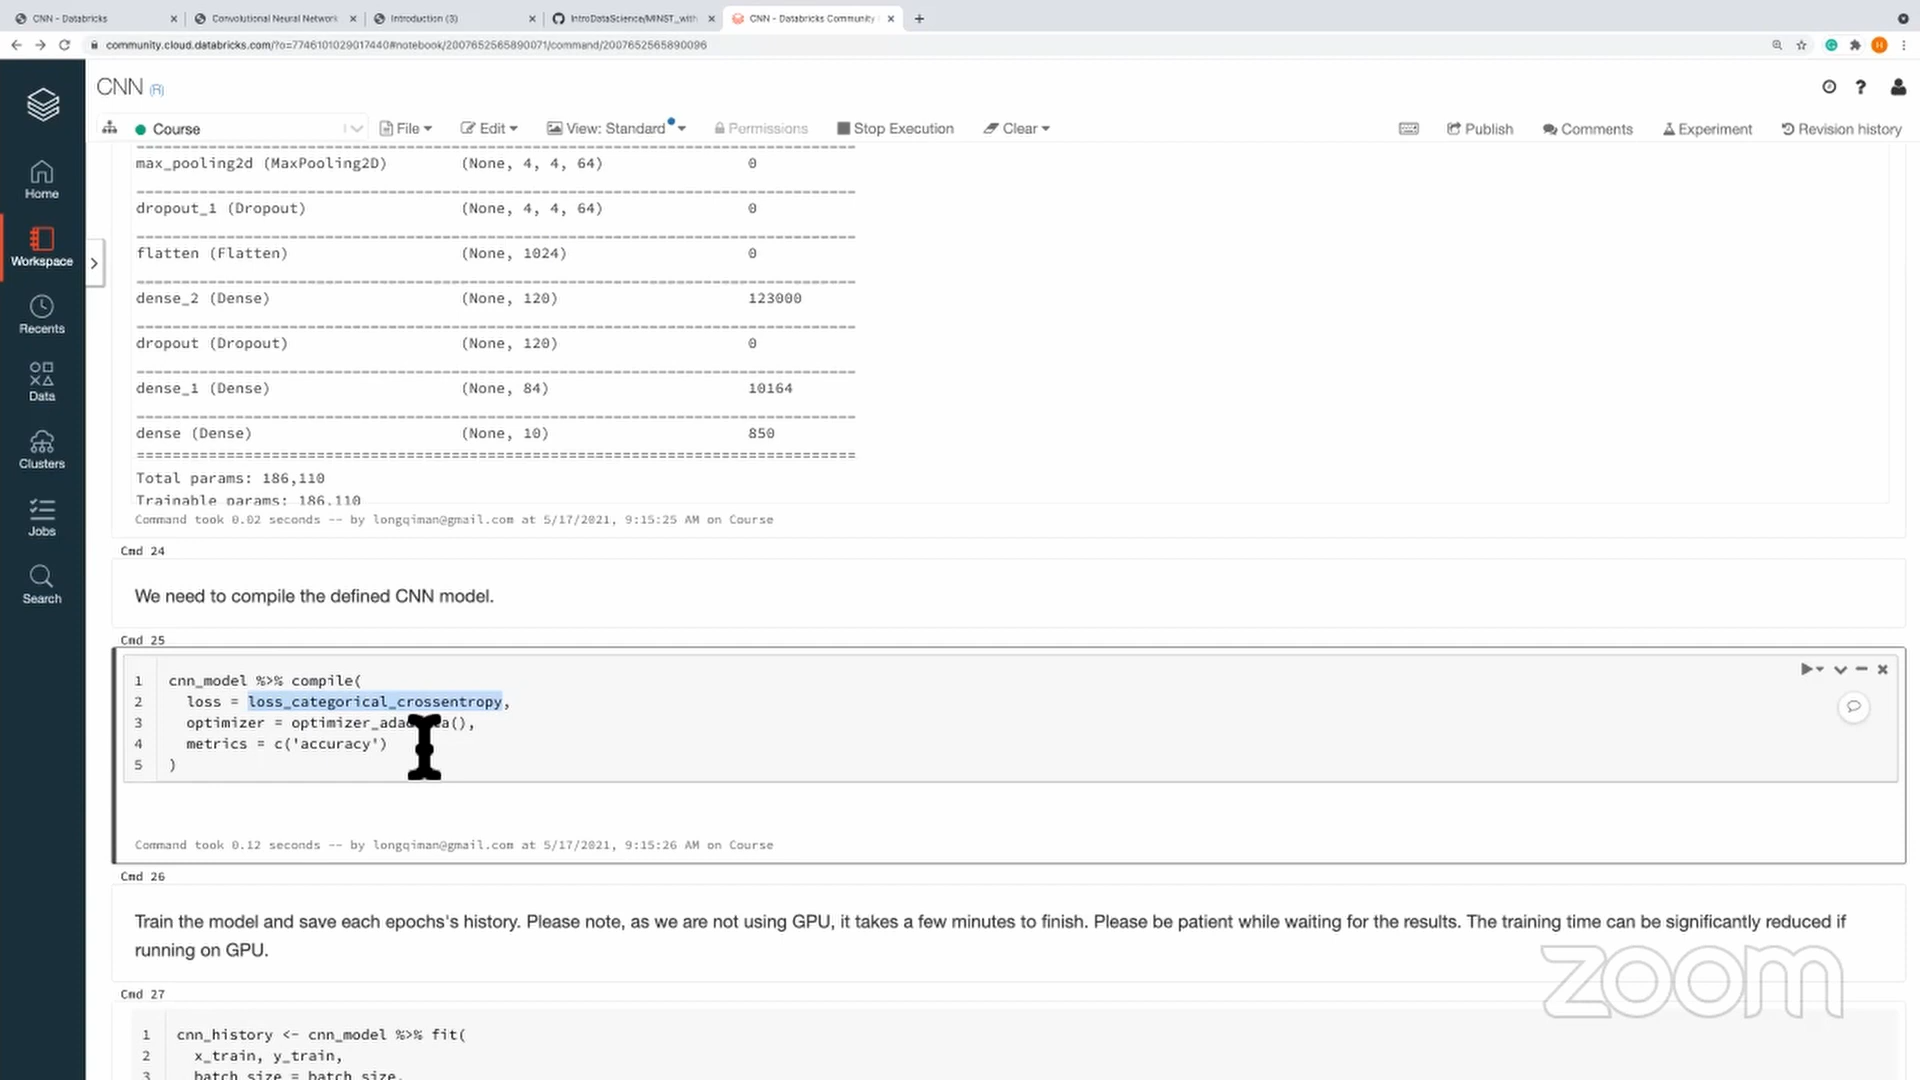 CNN - Databricks
Convolutional Neural Network
Introduction (3)
IntroDataScience/MINST_with
CNN - Databricks Community
community.cloud.databricks.com/?o=7746101029017440#notebook/2007652565890071/command/2007652565890096
H
CNN (R)
Course
File
Edit
View: Standard
Permissions
Stop Execution
Clear
Publish
Comments
Experiment
Revision history
Home
Workspace
Recents
Data
Clusters
Jobs
Search
max_pooling2d (MaxPooling2D) (None, 4, 4, 64) 0
dropout_1 (Dropout) (None, 4, 4, 64) 0
flatten (Flatten) (None, 1024) 0
dense_2 (Dense) (None, 120) 123000
dropout (Dropout) (None, 120) 0
dense_1 (Dense) (None, 84) 10164
dense (Dense) (None, 10) 850
Total params: 186,110
Trainable params: 186,110
Command took 0.02 seconds -- by longqiman@gmail.com at 5/17/2021, 9:15:25 AM on Course
Cmd 24
We need to compile the defined CNN model.
Cmd 25
1 cnn_model %>% compile(
2 loss = loss_categorical_crossentropy,
3 optimizer = 
4 metrics = c('accuracy')
5 )
Command took 0.12 seconds -- by longqiman@gmail.com at 5/17/2021, 9:15:26 AM on Course
Cmd 26
Train the model and save each epochs's history. Please note, as we are not using GPU, it takes a few minutes to finish. Please be patient while waiting for the results. The training time can be significantly reduced if
running on GPU.
Cmd 27
1 cnn_history <- cnn_model %>% fit(
2 x_train, y_train,
3 batch_size = batch_size,
zoom